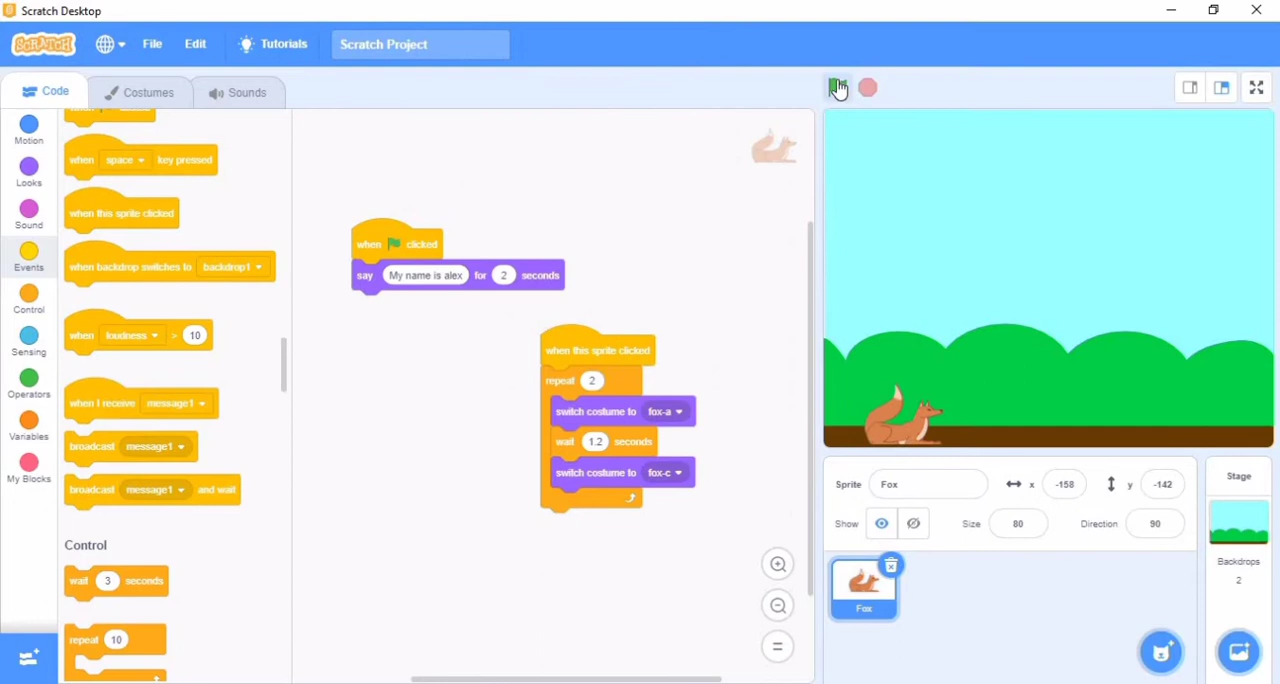 Scratch Desktop
SCRATCH
File
Edit
Tutorials
Scratch Project
Code
Costumes
Sounds
Motion
Looks
Sound
Events
Control
Sensing
Operators
Variables
My Blocks
when space key pressed
when this sprite clicked
when backdrop switches to backdrop1
when loudness > 10
when I receive message1
broadcast message1
broadcast message1 and wait
Control
wait 3 seconds
repeat 10
when clicked
say My name is alex for 2 seconds
when this sprite clicked
repeat 2
switch costume to fox-a
wait 1.2 seconds
switch costume to fox-c
Sprite Fox x -158 y -142
Show Size 80 Direction 90
Fox
Stage
Backdrops
2